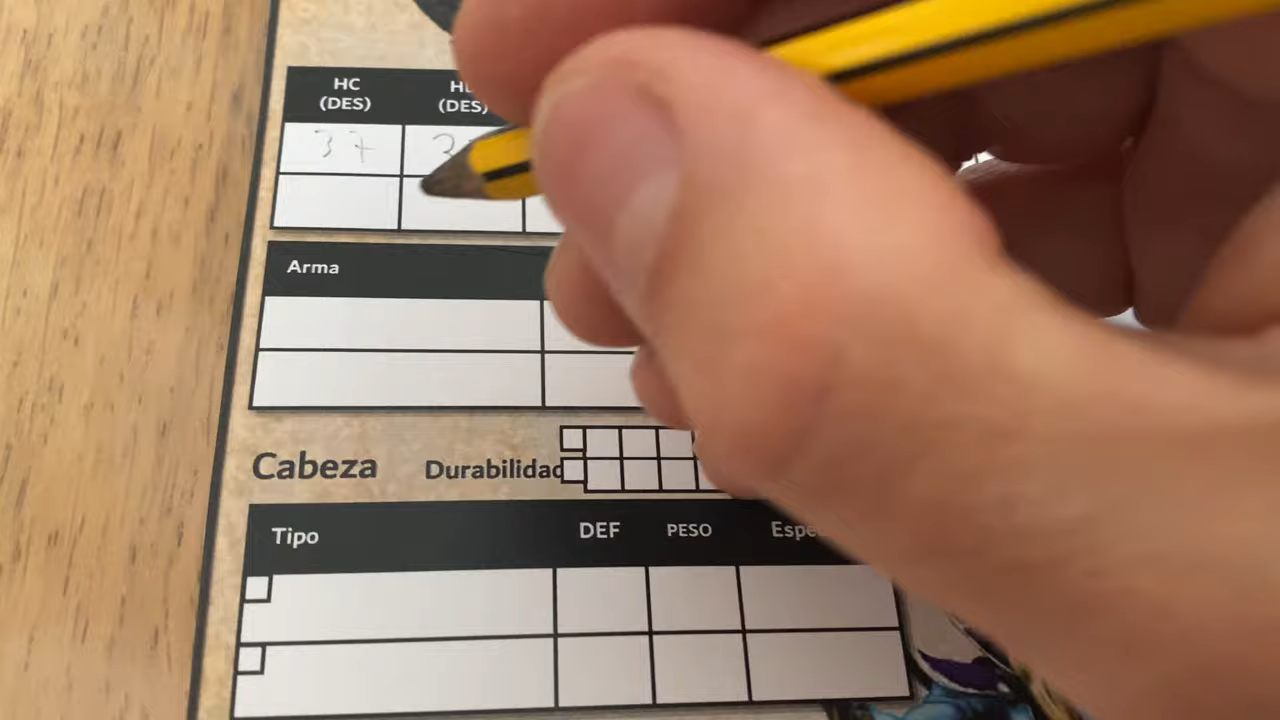 HC
(DES)
(DES)
37
Arma
Cabeza Durabilidad
Tipo DEF PESO